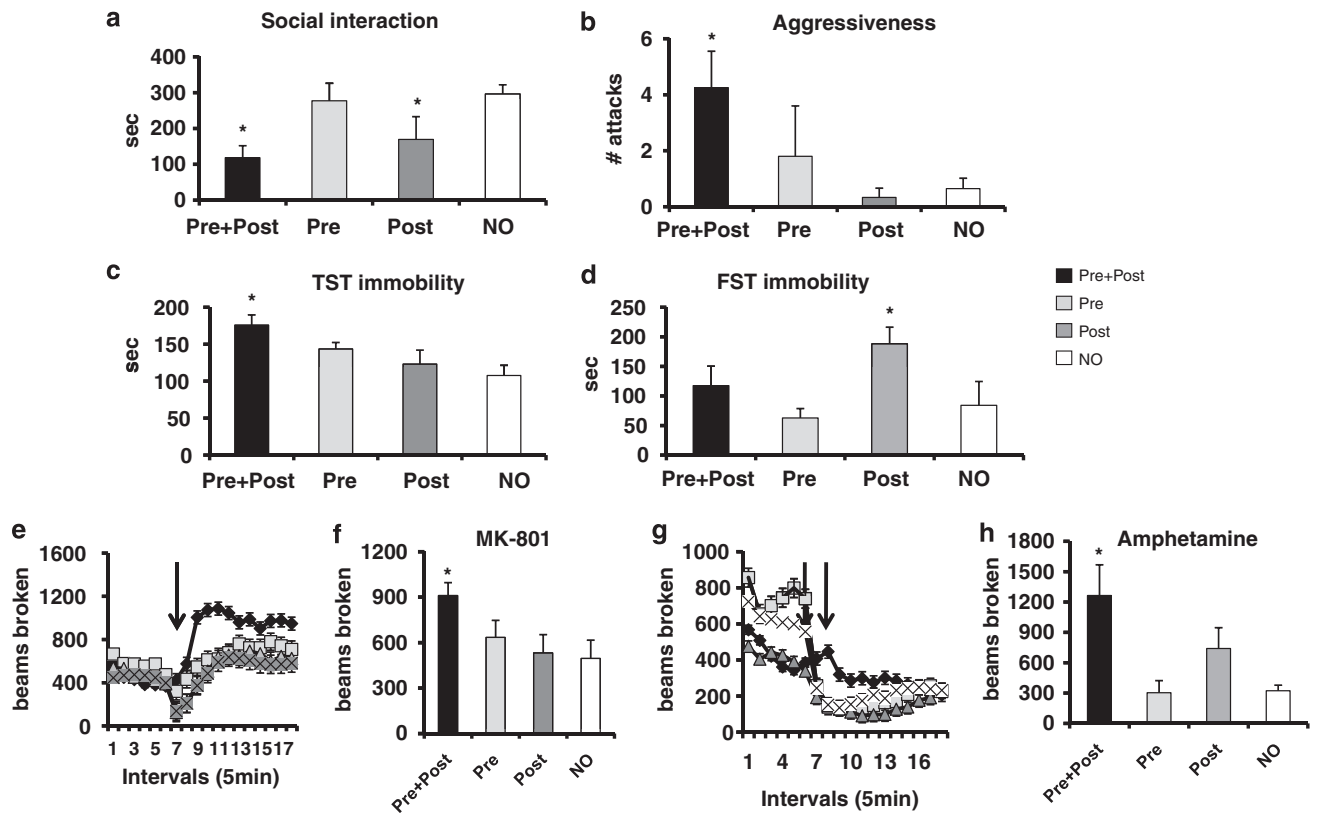 a Social interaction
400
300
200
100
0
sec
*
*
Pre+Post Pre Post NO
b Aggressiveness
6
4
2
0
# attacks
*
Pre+Post Pre Post NO
c TST immobility
200
150
100
50
0
sec
*
Pre+Post Pre Post NO
d FST immobility
250
200
150
100
50
0
sec
*
Pre+Post Pre Post NO
Pre+Post
Pre
Post
NO
e
1600
1200
800
400
0
beams broken
1 3 5 7 9 11 13 15 17
Intervals (5min)
f MK-801
1200
900
600
300
0
beams broken
*
Pre+Post Pre Post NO
g
1000
800
600
400
200
0
beams broken
1 4 7 10 13 16
Intervals (5min)
h Amphetamine
1800
1500
1200
900
600
300
0
beams broken
*
Pre+Post Pre Post NO